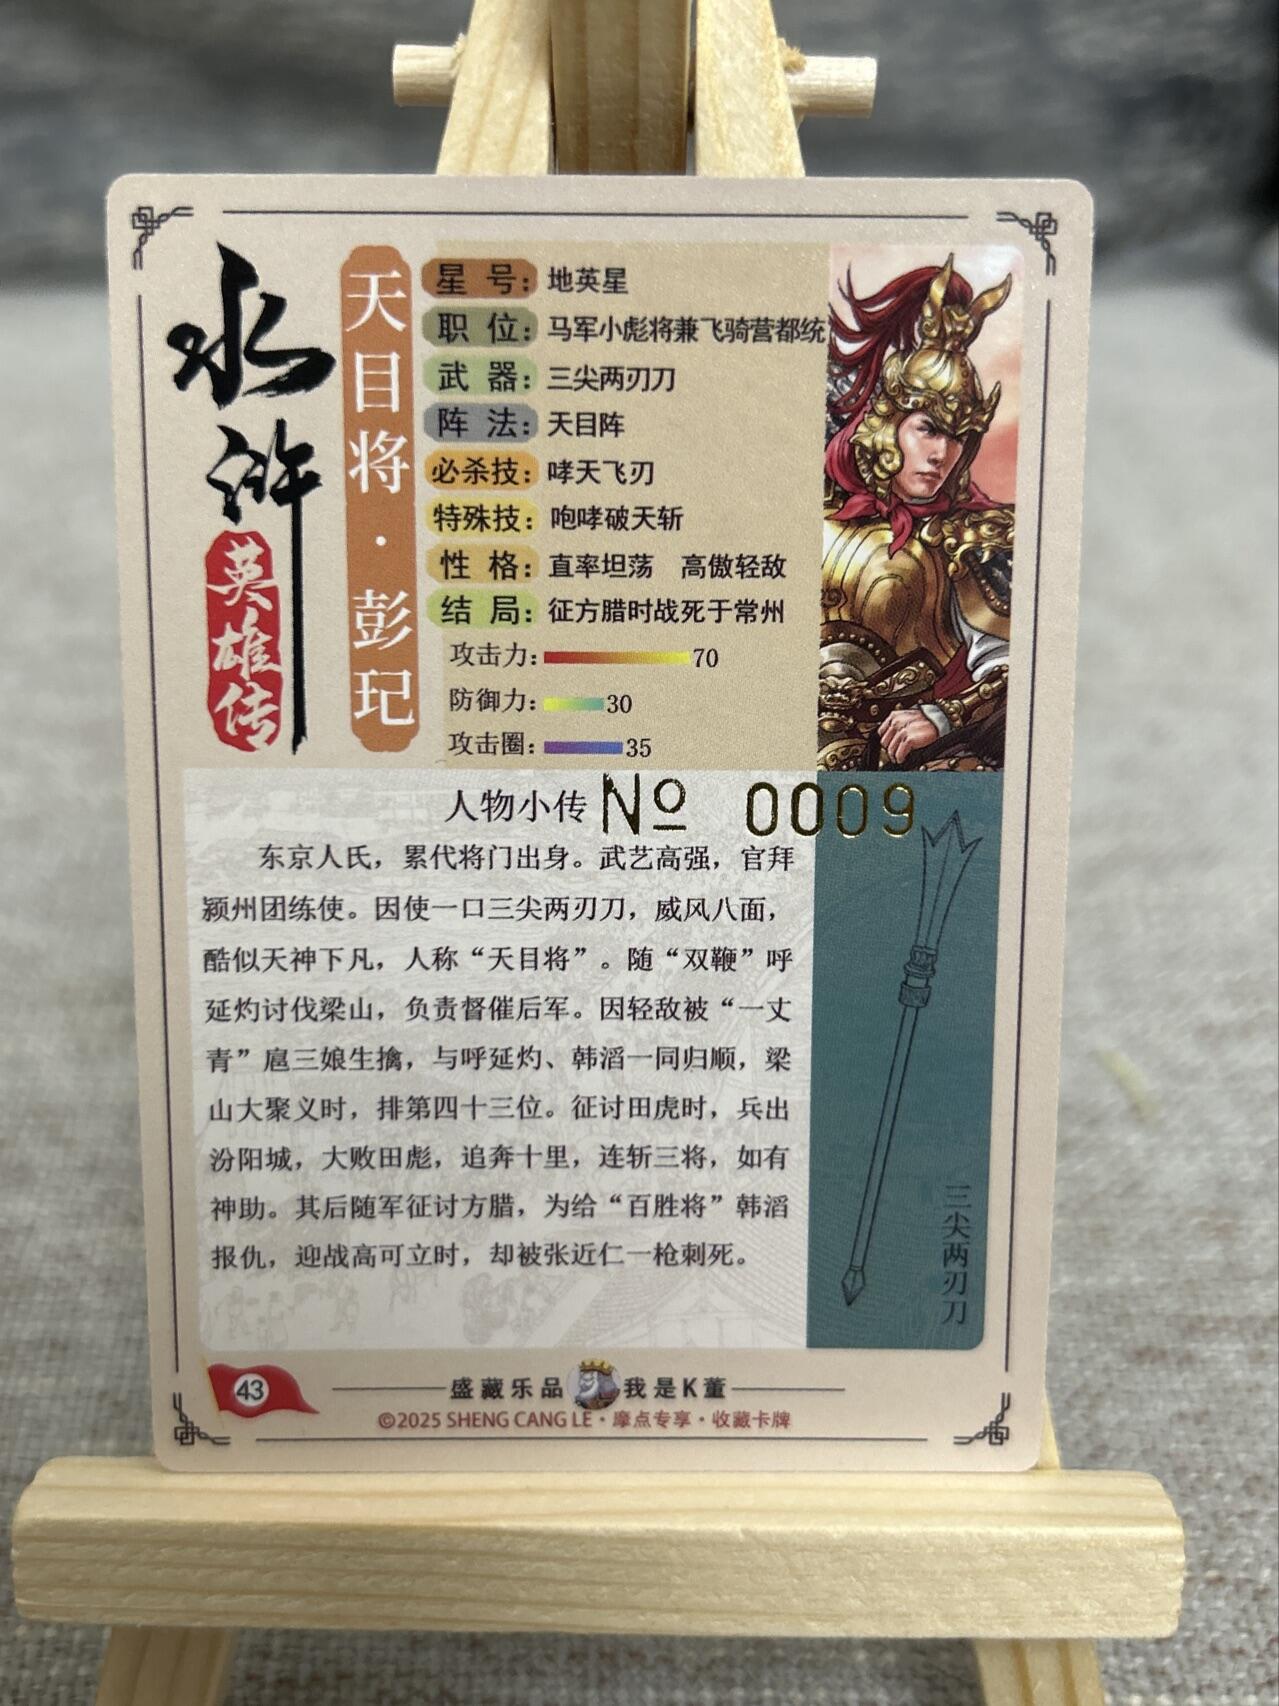 水浒
英雄传
天目将·彭玘
星号：地英星
职位：马军小彪将兼飞骑营都统
武器：三尖两刃刀
阵法：天目阵
必杀技：哮天飞刃
特殊技：咆哮破天斩
性格：直率坦荡 高傲轻敌
结局：征方腊时战死于常州
攻击力：70
防御力：30
攻击圈：35
人物小传 № 0009
东京人氏，累代将门出身。武艺高强，官拜
颍州团练使。因使一口三尖两刃刀，威风八面，
酷似天神下凡，人称“天目将”。随“双鞭”呼
延灼讨伐梁山，负责督催后军。因轻敌被“一丈
青”扈三娘生擒，与呼延灼、韩滔一同归顺，梁
山大聚义时，排第四十三位。征讨田虎时，兵出
汾阳城，大败田彪，追奔十里，连斩三将，如有
神助。其后随军征讨方腊，为给“百胜将”韩滔
报仇，迎战高可立时，却被张近仁一枪刺死。
三尖两刃刀
43
盛藏乐品 我是K董
©2025 SHENG CANG LE·摩点专享·收藏卡牌